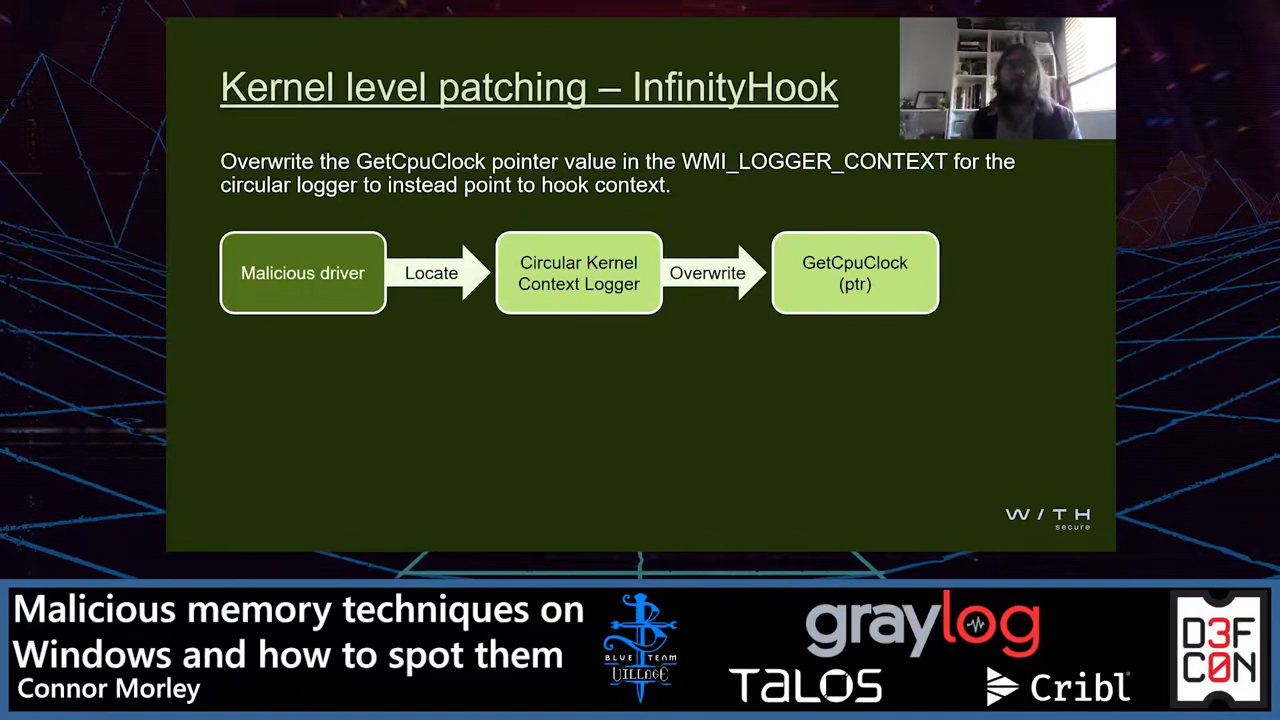 Kernel level patching – InfinityHook
Overwrite the GetCpuClock pointer value in the WMI_LOGGER_CONTEXT for the
circular logger to instead point to hook context.
Malicious driver
Locate
Circular Kernel
Context Logger
Overwrite
GetCpuClock
(ptr)
W/TH
secure
Malicious memory techniques on
Windows and how to spot them
Connor Morley
BLUE TEAM
VILLAGE
graylog
TALOS
Cribl
D3F
C0N